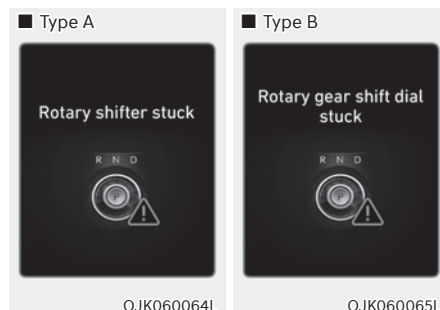 ■ Type A
Rotary shifter stuck
R N D
P
OJK060064L
■ Type B
Rotary gear shift dial
stuck
R N D
P
OJK060065L